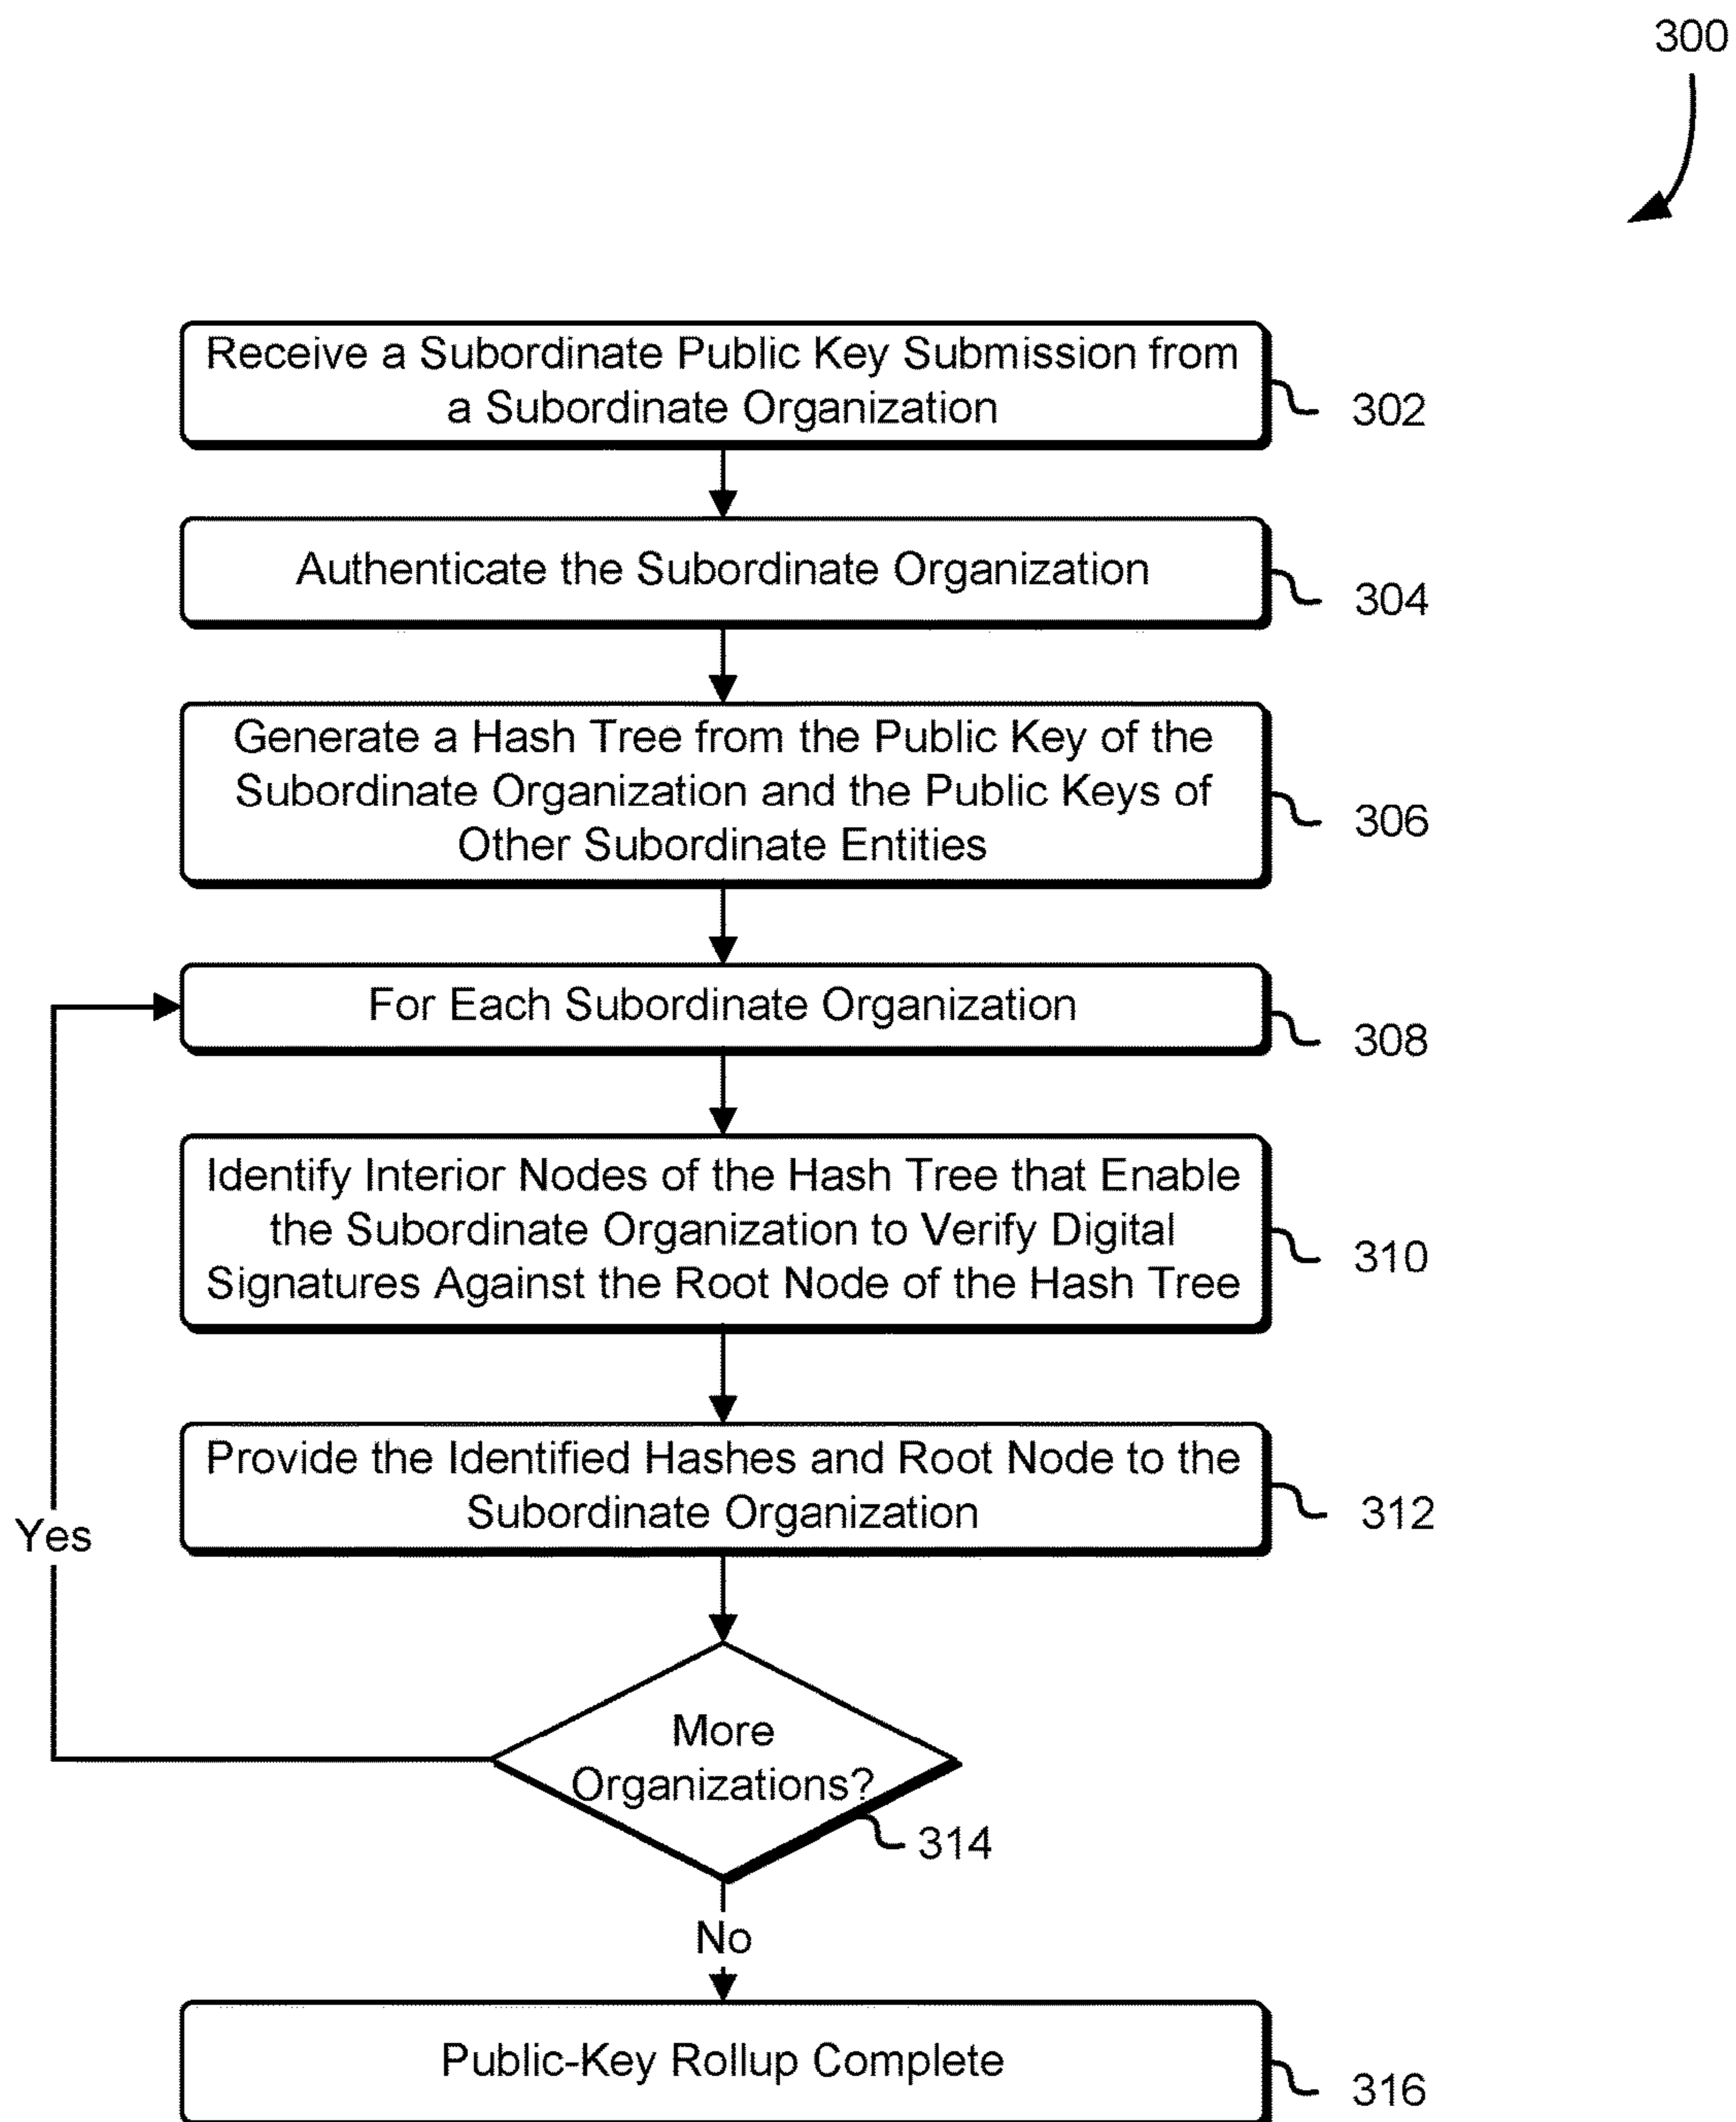 300
Receive a Subordinate Public Key Submission from
a Subordinate Organization
302
Authenticate the Subordinate Organization
304
Generate a Hash Tree from the Public Key of the
Subordinate Organization and the Public Keys of
Other Subordinate Entities
306
For Each Subordinate Organization
308
Identify Interior Nodes of the Hash Tree that Enable
the Subordinate Organization to Verify Digital
Signatures Against the Root Node of the Hash Tree
310
Provide the Identified Hashes and Root Node to the
Subordinate Organization
312
Yes
More
Organizations?
314
No
Public-Key Rollup Complete
316